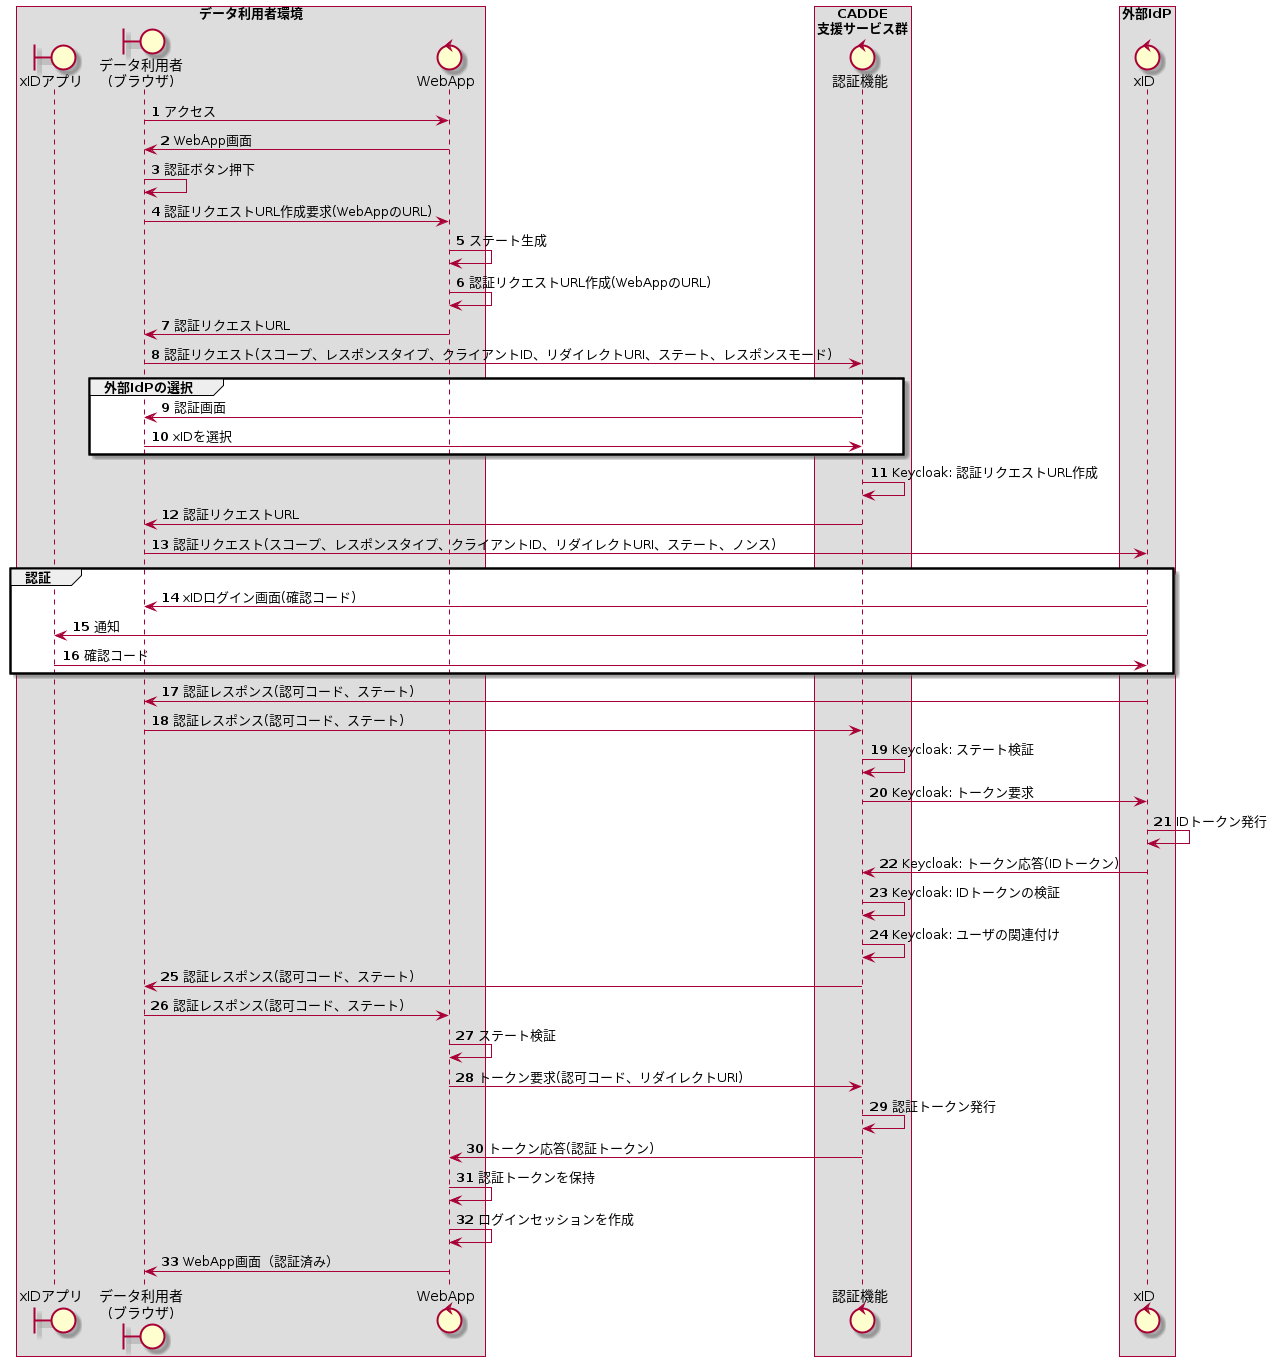 データ利用者環境
CADDE
支援サービス群
外部IdP
xIDアプリ
データ利用者
(ブラウザ)
WebApp
認証機能
xID
1 アクセス
2 WebApp画面
3 認証ボタン押下
4 認証リクエストURL作成要求(WebAppのURL)
5 ステート生成
6 認証リクエストURL作成(WebAppのURL)
7 認証リクエストURL
8 認証リクエスト(スコープ、レスポンスタイプ、クライアントID、リダイレクトURI、ステート、レスポンスモード)
外部IdPの選択
9 認証画面
10 xIDを選択
11 Keycloak: 認証リクエストURL作成
12 認証リクエストURL
13 認証リクエスト(スコープ、レスポンスタイプ、クライアントID、リダイレクトURI、ステート、ノンス)
認証
14 xIDログイン画面(確認コード)
15 通知
16 確認コード
17 認証レスポンス(認可コード、ステート)
18 認証レスポンス(認可コード、ステート)
19 Keycloak: ステート検証
20 Keycloak: トークン要求
21 IDトークン発行
22 Keycloak: トークン応答(IDトークン)
23 Keycloak: IDトークンの検証
24 Keycloak: ユーザの関連付け
25 認証レスポンス(認可コード、ステート)
26 認証レスポンス(認可コード、ステート)
27 ステート検証
28 トークン要求(認可コード、リダイレクトURI)
29 認証トークン発行
30 トークン応答(認証トークン)
31 認証トークンを保持
32 ログインセッションを作成
33 WebApp画面（認証済み）
xIDアプリ
データ利用者
(ブラウザ)
WebApp
認証機能
xID